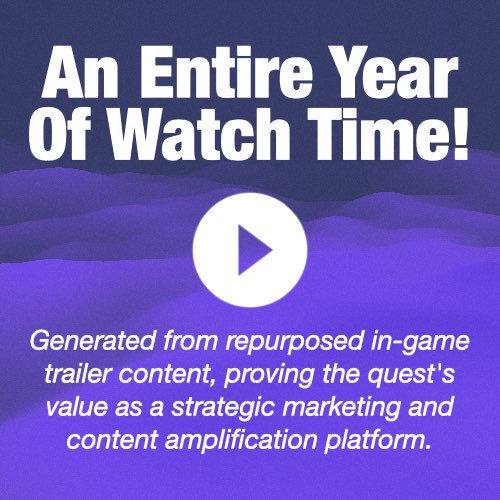 An Entire Year
Of Watch Time!
Generated from repurposed in-game
trailer content, proving the quest's
value as a strategic marketing and
content amplification platform.